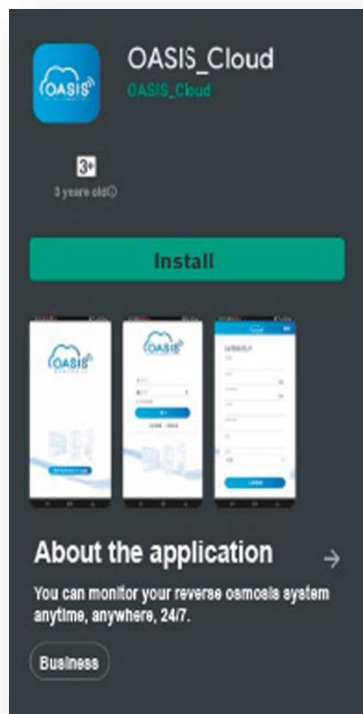 OASIS
OASIS_Cloud
OASIS_Cloud
3+
3 years old
Install
OASIS
OASIS
About the application
You can monitor your reverse osmosis system
anytime, anywhere, 24/7.
Business